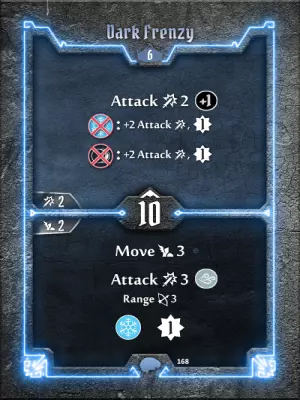 Dark Frenzy
6
Attack 2 +1
: +2 Attack , 1
: +2 Attack , 1
2
10
2
Move 3
Attack 3
Range 3
1
168